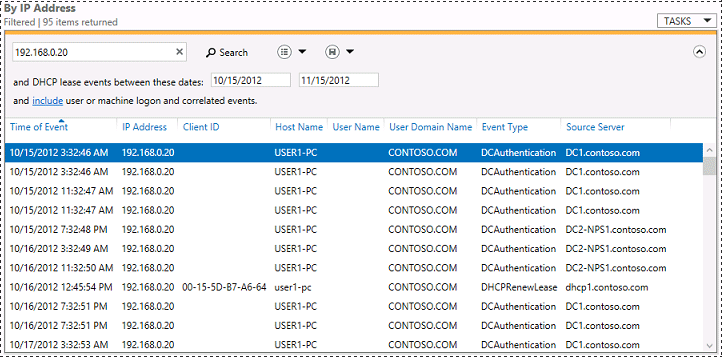 By IP Address
Filtered | 95 items returned
TASKS
192.168.0.20 Search
and DHCP lease events between these dates: 10/15/2012 11/15/2012
and include user or machine logon and correlated events.
Time of Event IP Address Client ID Host Name User Name User Domain Name Event Type Source Server
10/15/2012 3:32:46 AM 192.168.0.20 USER1-PC CONTOSO.COM DCAuthentication DC1.contoso.com
10/15/2012 3:32:46 AM 192.168.0.20 USER1-PC CONTOSO.COM DCAuthentication DC1.contoso.com
10/15/2012 11:32:47 AM 192.168.0.20 USER1-PC CONTOSO.COM DCAuthentication DC1.contoso.com
10/15/2012 11:32:47 AM 192.168.0.20 USER1-PC CONTOSO.COM DCAuthentication DC1.contoso.com
10/15/2012 7:32:48 PM 192.168.0.20 USER1-PC CONTOSO.COM DCAuthentication DC2-NPS1.contoso.com
10/16/2012 3:32:49 AM 192.168.0.20 USER1-PC CONTOSO.COM DCAuthentication DC2-NPS1.contoso.com
10/16/2012 11:32:50 AM 192.168.0.20 USER1-PC CONTOSO.COM DCAuthentication DC2-NPS1.contoso.com
10/16/2012 12:45:54 PM 192.168.0.20 00-15-5D-B7-A6-64 user1-pc DHCPRenewLease dhcp1.contoso.com
10/16/2012 7:32:51 PM 192.168.0.20 USER1-PC CONTOSO.COM DCAuthentication DC1.contoso.com
10/16/2012 7:32:51 PM 192.168.0.20 USER1-PC CONTOSO.COM DCAuthentication DC1.contoso.com
10/17/2012 3:32:53 AM 192.168.0.20 USER1-PC CONTOSO.COM DCAuthentication DC1.contoso.com